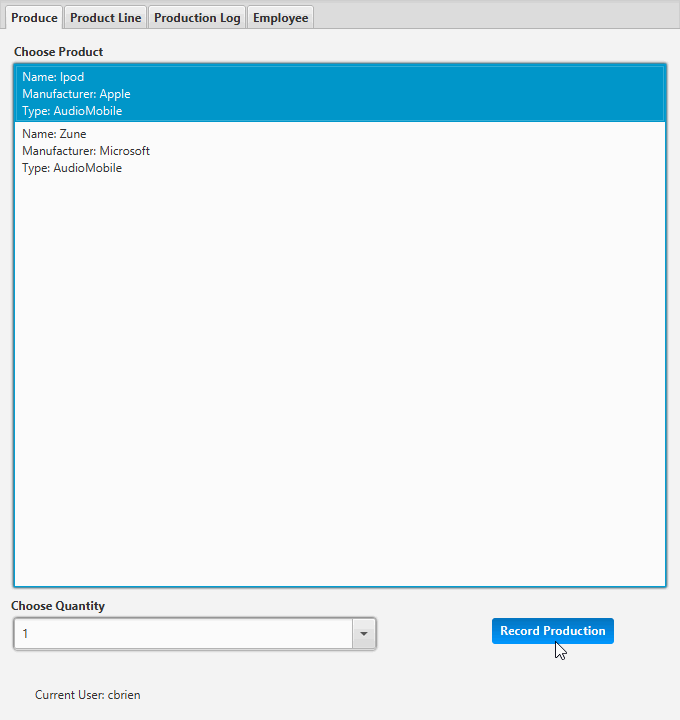 Produce Product Line Production Log Employee
Choose Product
Name: Ipod
Manufacturer: Apple
Type: AudioMobile
Name: Zune
Manufacturer: Microsoft
Type: AudioMobile
Choose Quantity
1
Record Production
Current User: cbrien